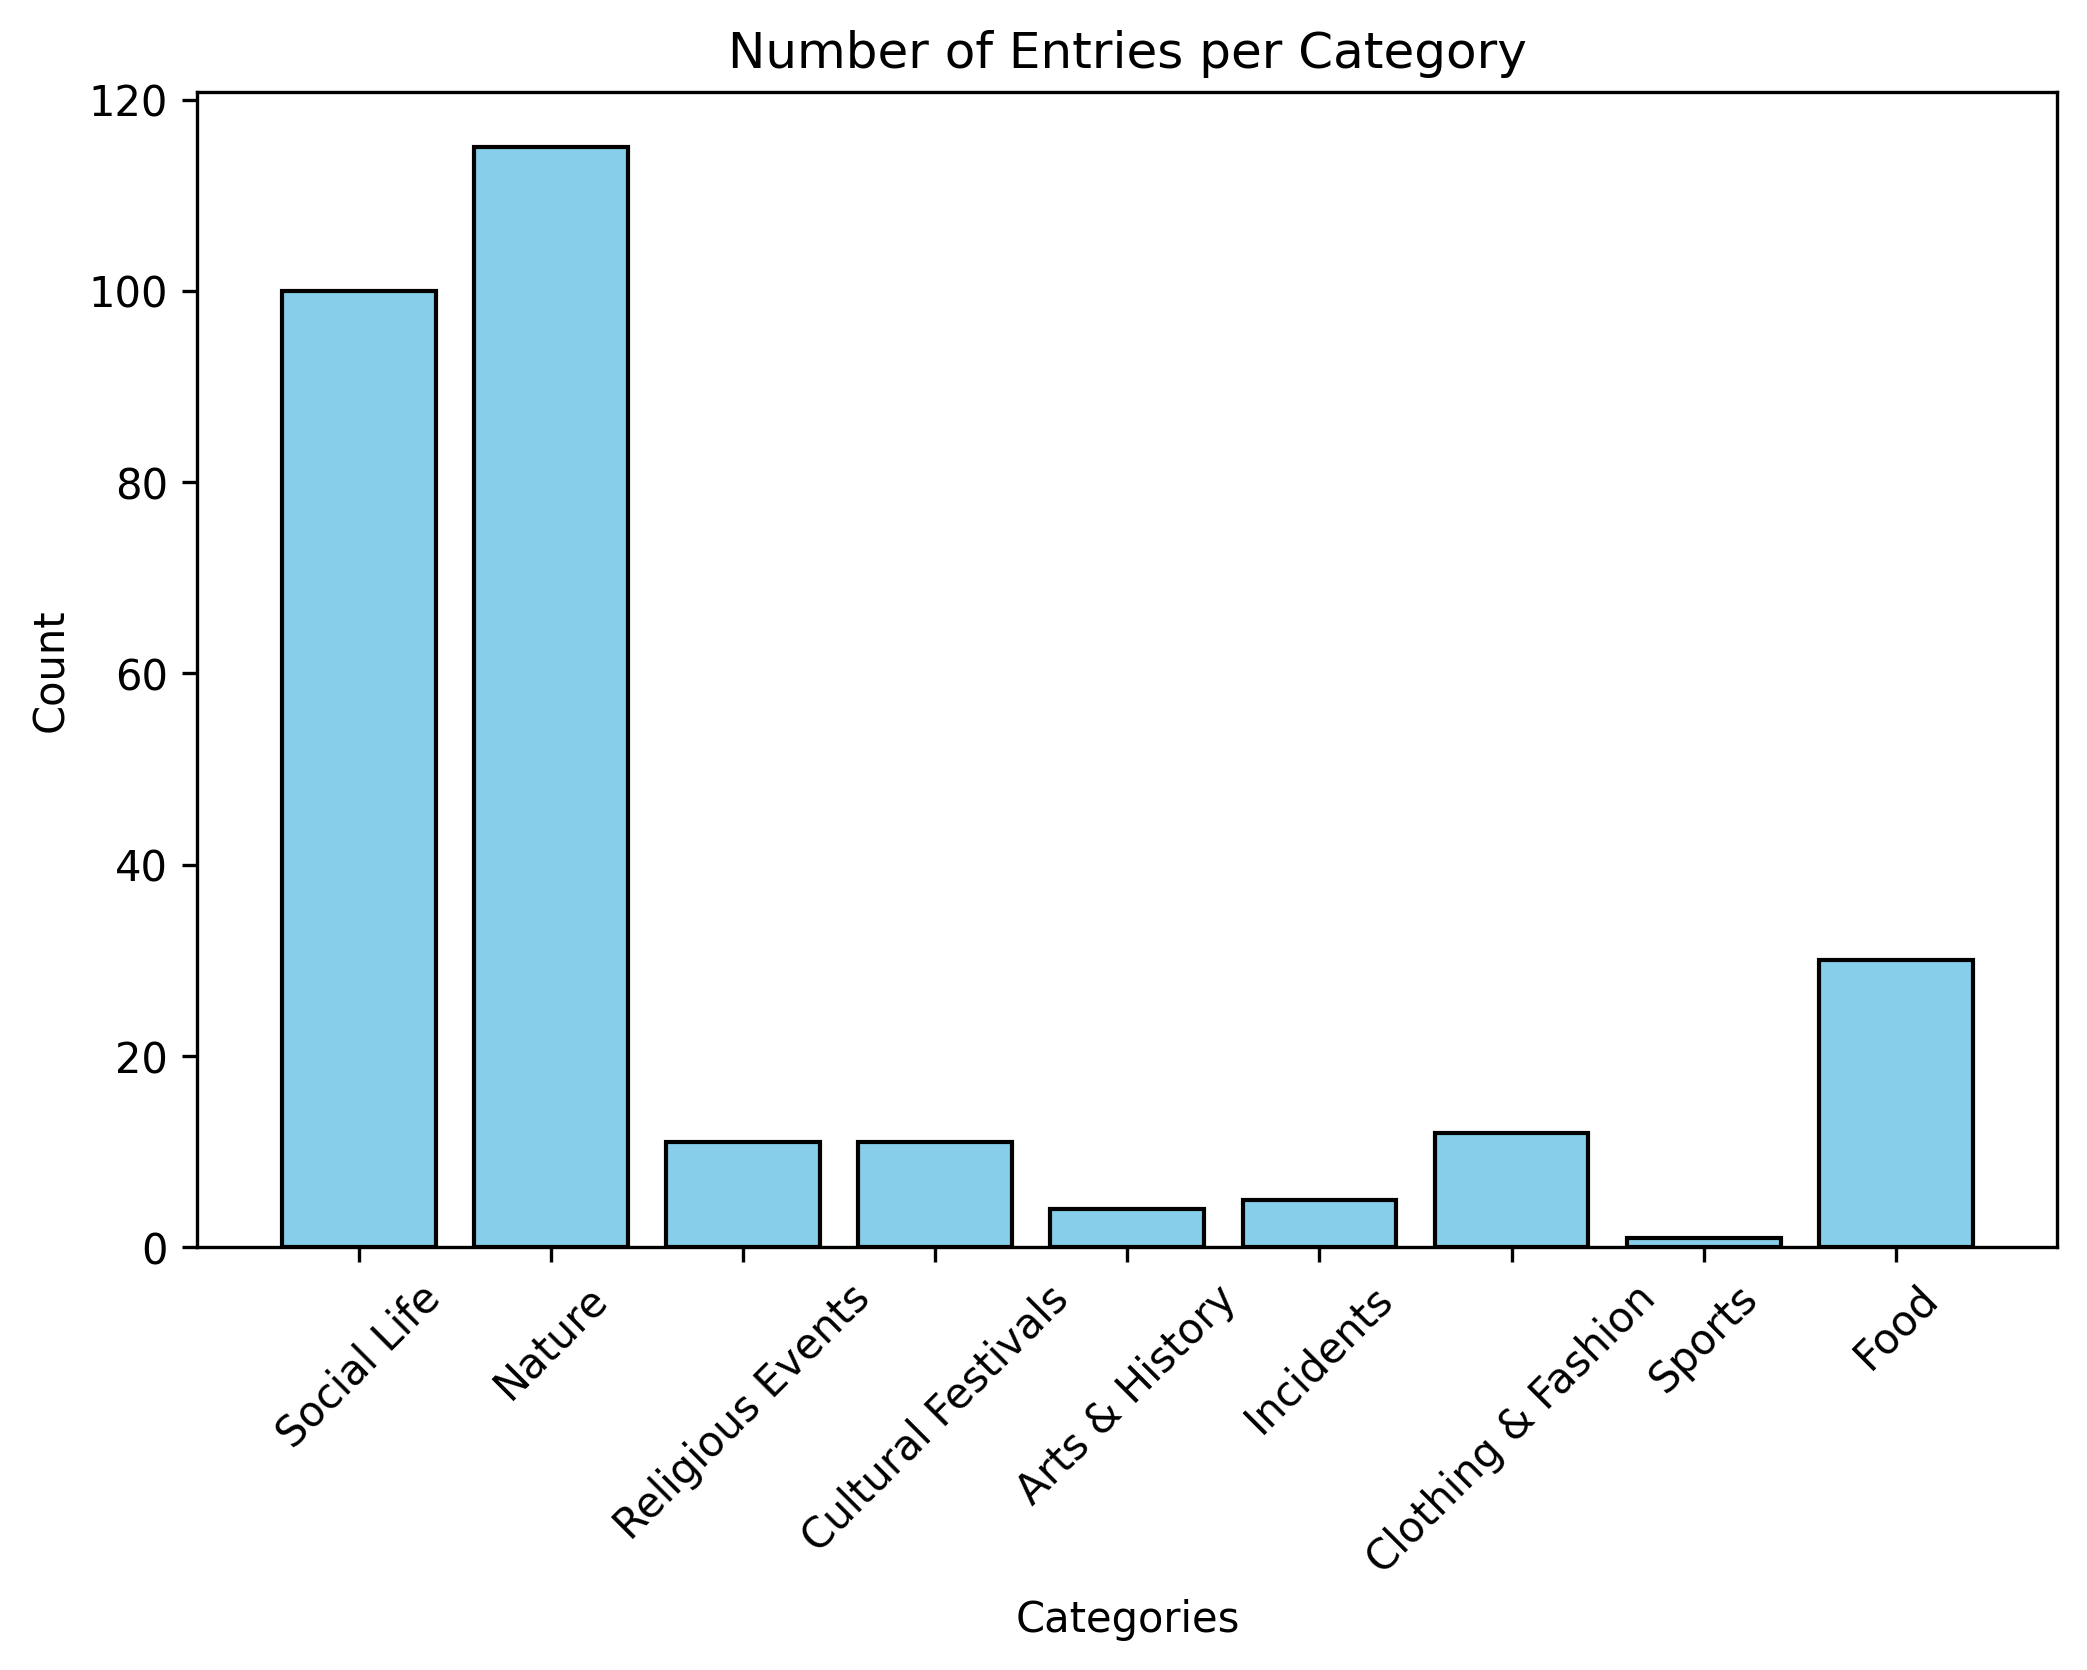 Number of Entries per Category
Count
120
100
80
60
40
20
0
Social Life
Nature
Religious Events
Cultural Festivals
Arts & History
Incidents
Clothing & Fashion
Sports
Food
Categories